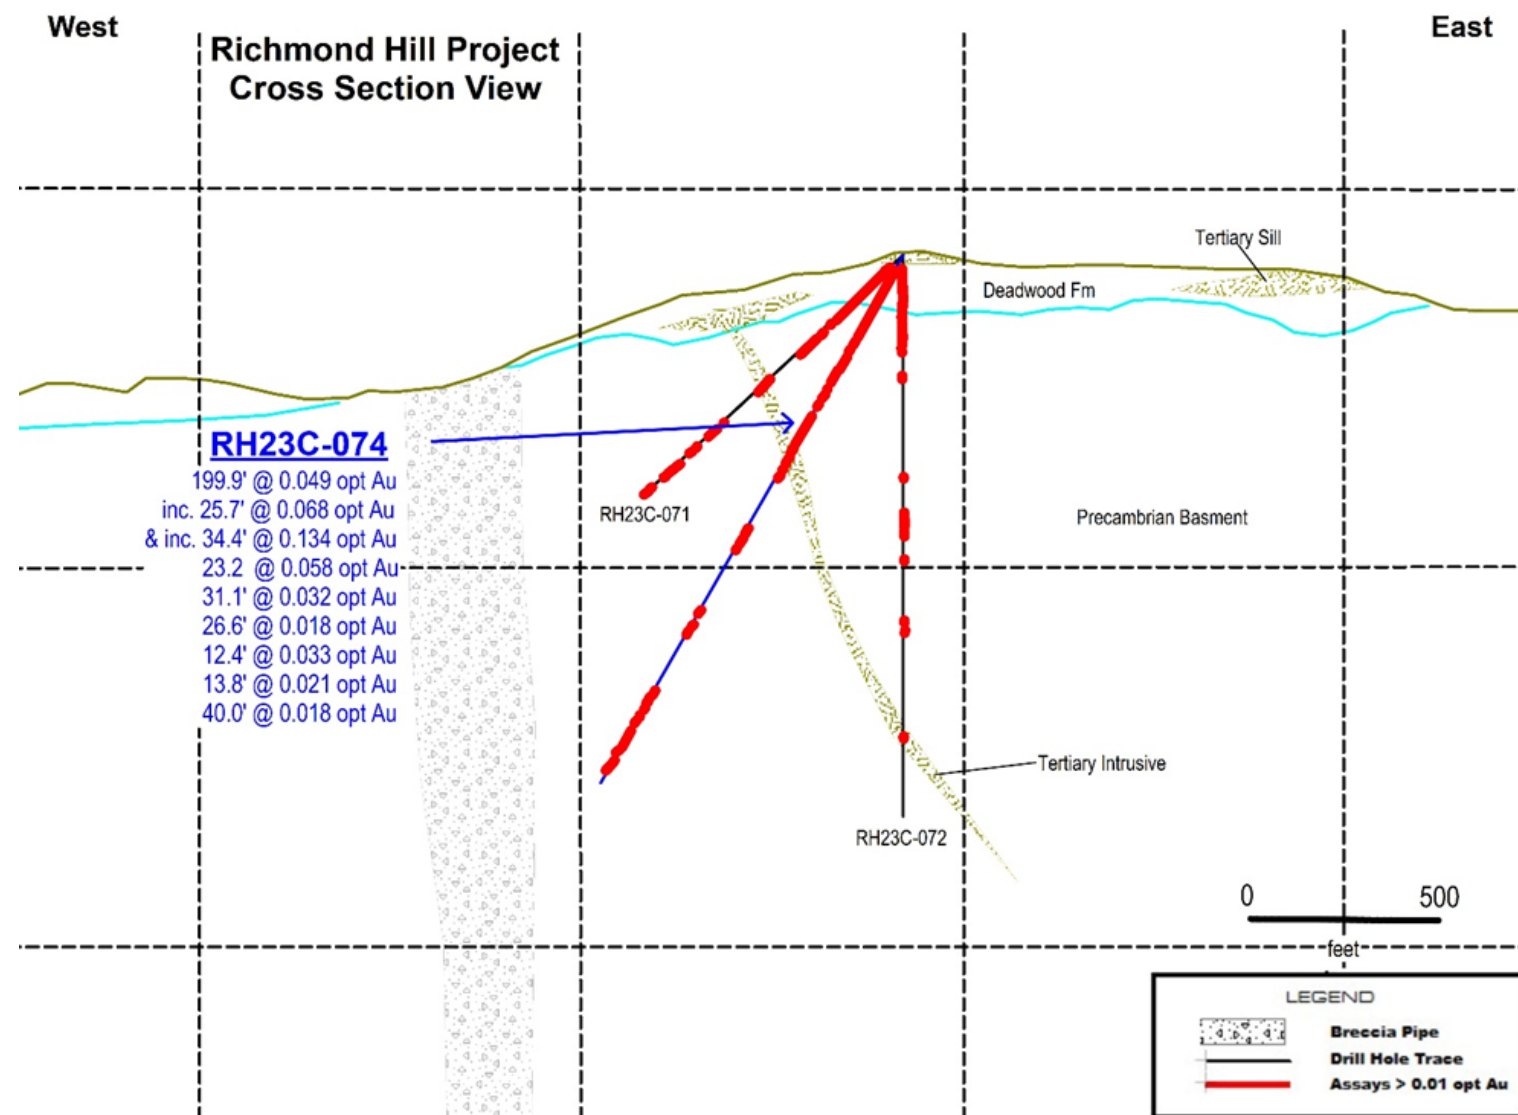 West
East
Richmond Hill Project
Cross Section View
Tertiary Sill
Deadwood Fm
RH23C-074
199.9' @ 0.049 opt Au
inc. 25.7' @ 0.068 opt Au
& inc. 34.4' @ 0.134 opt Au
23.2 @ 0.058 opt Au
31.1' @ 0.032 opt Au
26.6' @ 0.018 opt Au
12.4' @ 0.033 opt Au
13.8' @ 0.021 opt Au
40.0' @ 0.018 opt Au
RH23C-071
Precambrian Basment
Tertiary Intrusive
RH23C-072
0 500
feet
LEGEND
Breccia Pipe
Drill Hole Trace
Assays > 0.01 opt Au